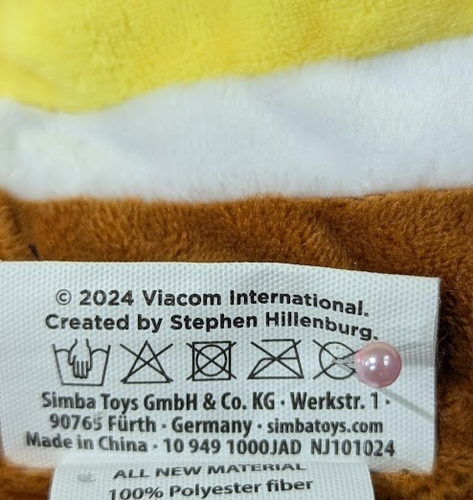 © 2024 Viacom International.
Created by Stephen Hillenburg.
Simba Toys GmbH & Co. KG · Werkstr. 1 ·
90765 Fürth · Germany · simbatoys.com
Made in China · 10 949 1000JAD NJ101024
ALL NEW MATERIAL
100% Polyester fiber